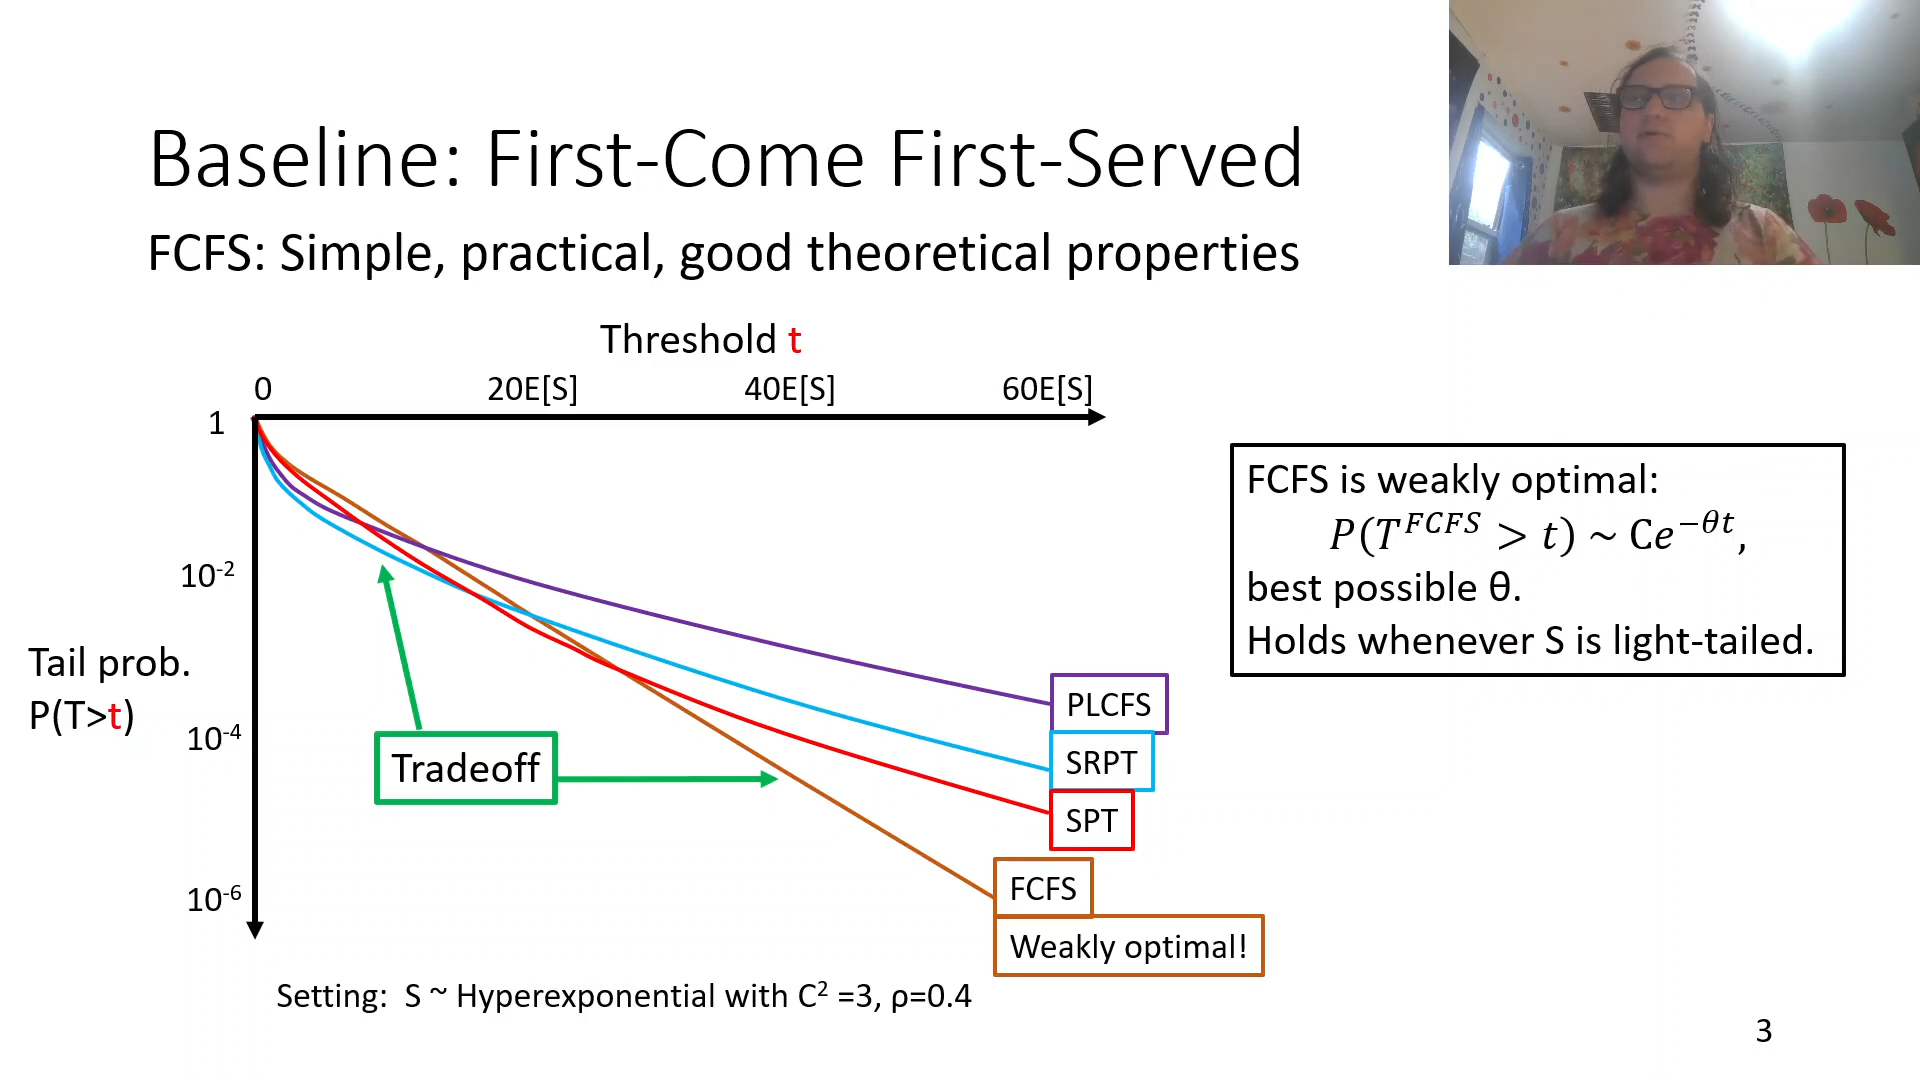 Baseline: First-Come First-Served
FCFS: Simple, practical, good theoretical properties
Threshold t
0 20E[S] 40E[S] 60E[S]
1
10⁻²
10⁻⁴
10⁻⁶
Tail prob.
P(T>t)
Tradeoff
PLCFS
SRPT
SPT
FCFS
Weakly optimal!
FCFS is weakly optimal:
P(T^{FCFS} > t) ~ Ce^{−θt},
best possible θ.
Holds whenever S is light-tailed.
Setting: S ~ Hyperexponential with C² =3, ρ=0.4
3